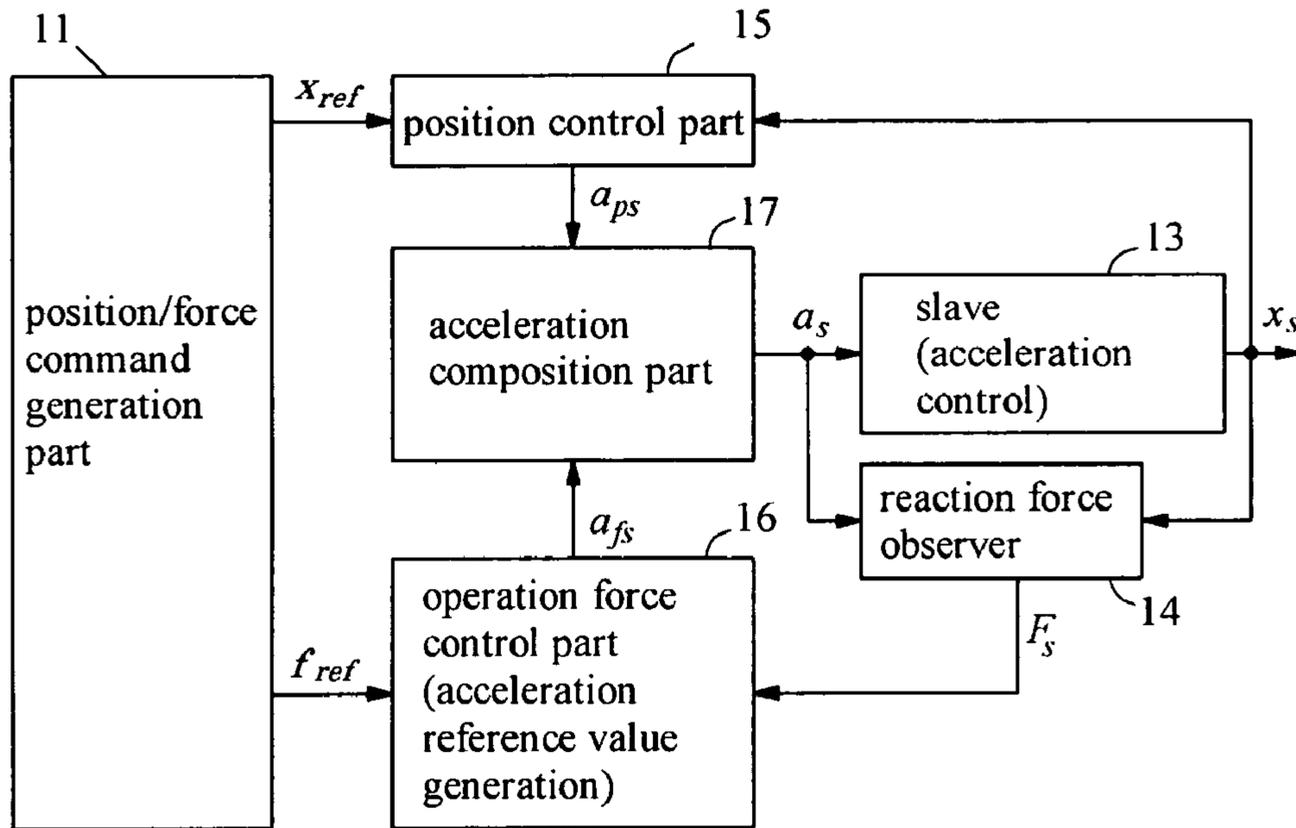 11
15
x_ref
position control part
a_ps
17
13
position/force
command
generation
part
acceleration
composition part
a_s
slave
(acceleration
control)
x_s
reaction force
observer
14
a_fs
16
F_s
f_ref
operation force
control part
(acceleration
reference value
generation)